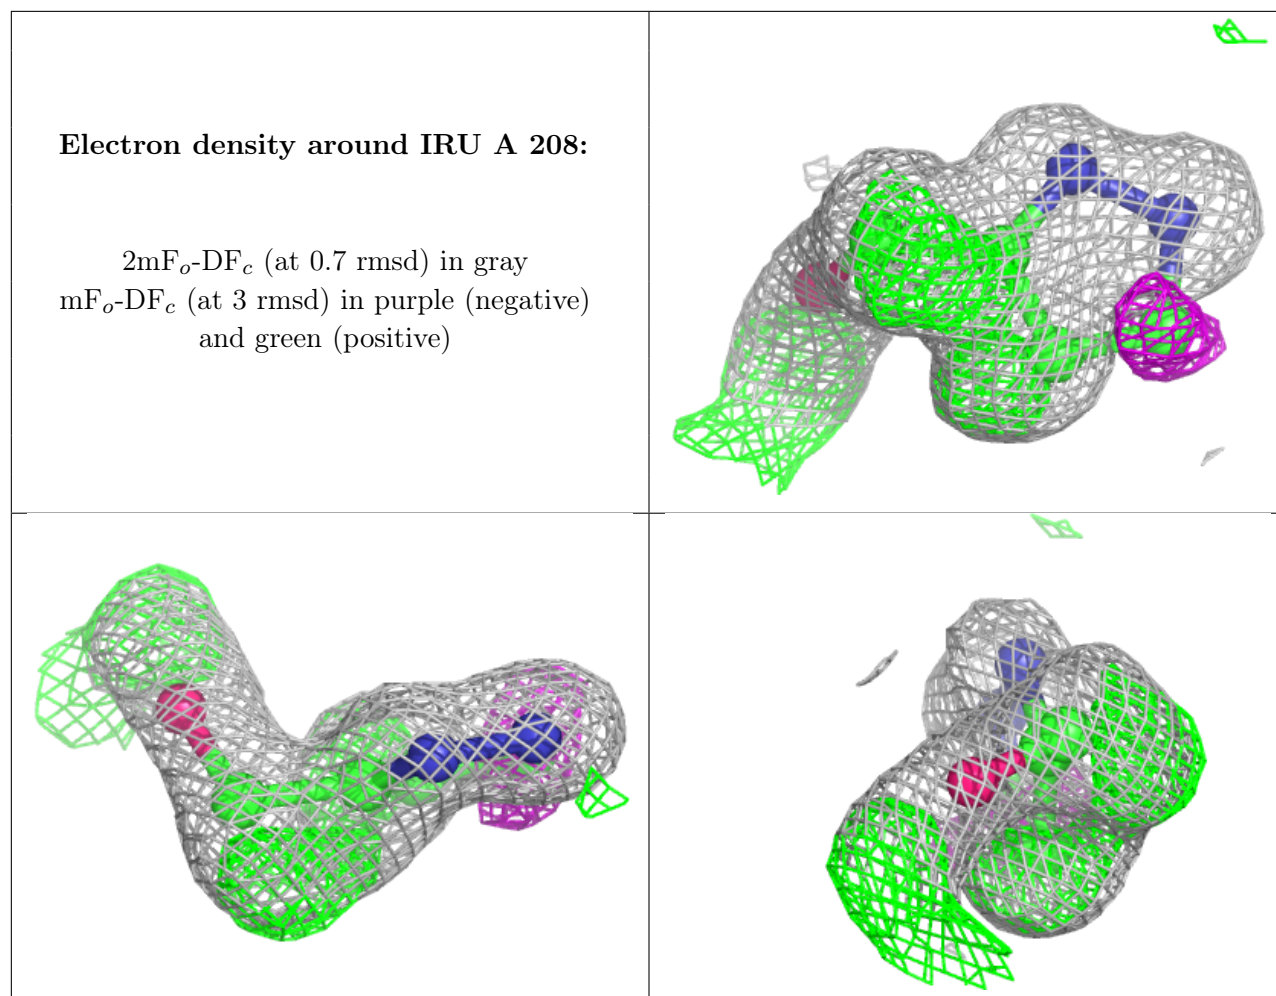 Electron density around IRU A 208:
2mFo-DFc (at 0.7 rmsd) in gray
mFo-DFc (at 3 rmsd) in purple (negative)
and green (positive)